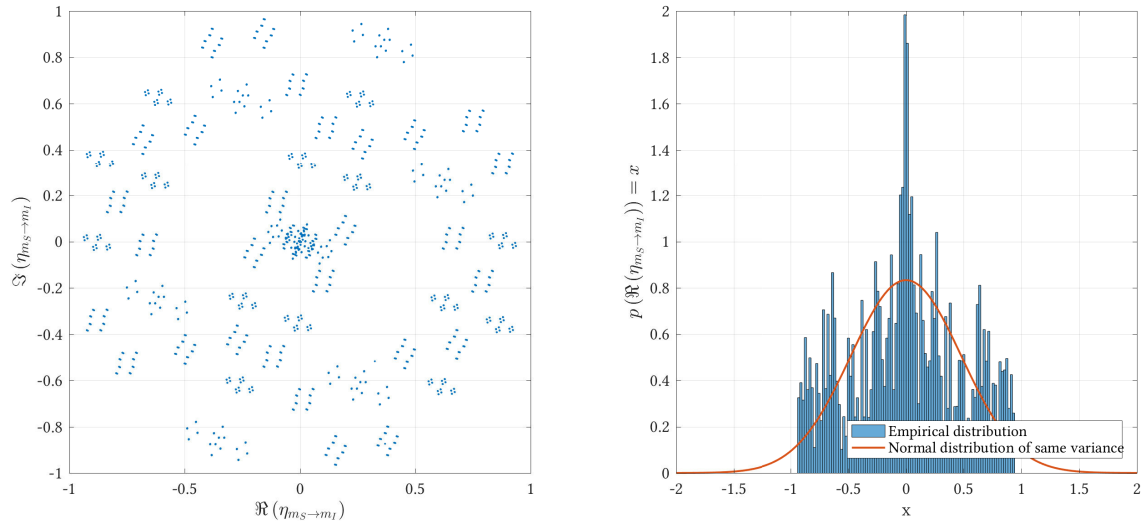 1
0.8
0.6
0.4
0.2
0
-0.2
-0.4
-0.6
-0.8
-1
ℑ (η_{m_S→m_I})
-1 -0.5 0 0.5 1
ℜ (η_{m_S→m_I})
2
1.8
1.6
1.4
1.2
1
0.8
0.6
0.4
0.2
0
p (ℜ (η_{m_S→m_I})) = x
Empirical distribution
Normal distribution of same variance
-2 -1.5 -1 -0.5 0 0.5 1 1.5 2
x